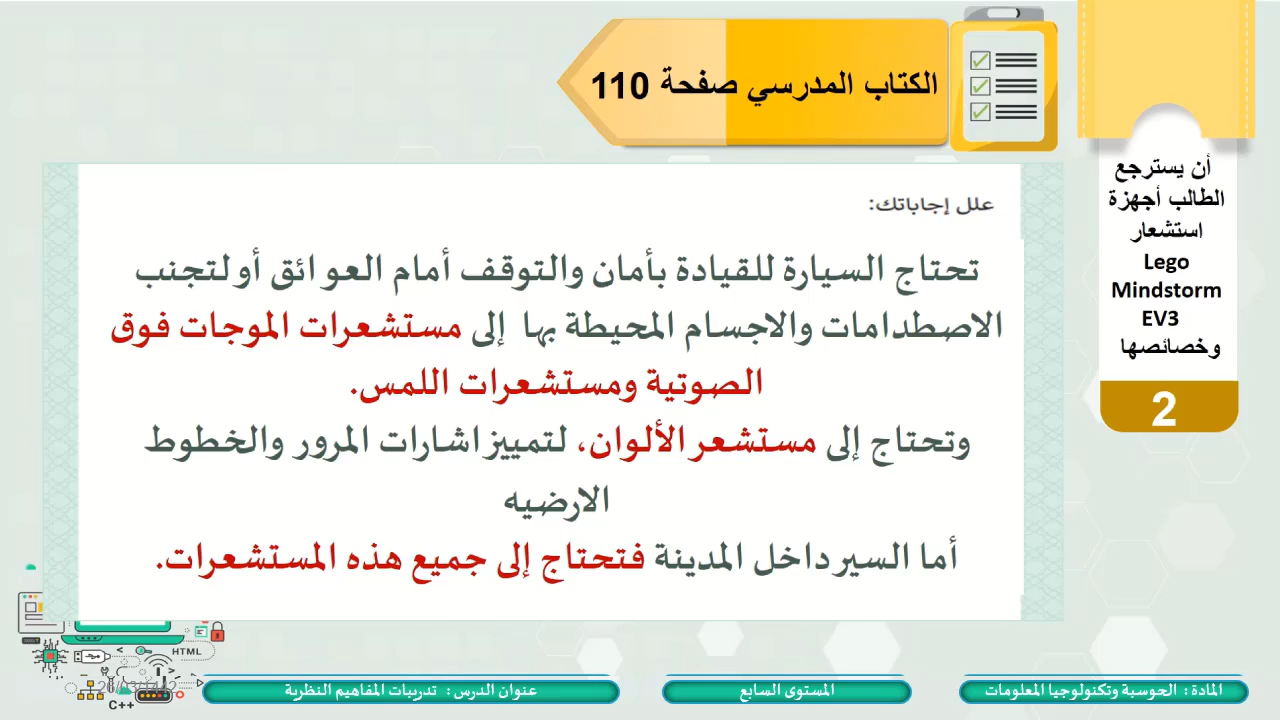 الكتاب المدرسي صفحة 110
أن يسترجع
الطالب أجهزة
استشعار
Lego
Mindstorm
EV3
وخصائصها
2
علل إجاباتك:
تحتاج السيارة للقيادة بأمان والتوقف أمام العوائق أو لتجنب
الاصطدامات والاجسام المحيطة بها إلى مستشعرات الموجات فوق
الصوتية ومستشعرات اللمس.
وتحتاج إلى مستشعر الألوان، لتمييز اشارات المرور والخطوط
الارضيه
أما السير داخل المدينة فتحتاج إلى جميع هذه المستشعرات.
HTML
C++
المادة : الحوسبة وتكنولوجيا المعلومات
المستوى السابع
عنوان الدرس : تدريبات المفاهيم النظرية